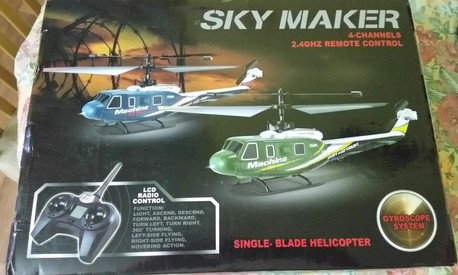 SKY MAKER
4-CHANNELS
2.4GHZ REMOTE CONTROL
Machine
Machine
LCD
RADIO
CONTROL
FUNCTION:
LIGHT, ASCEND, DESCEND,
FORWARD, BACKWARD,
TURN LEFT, TURN RIGHT,
360° TURNING,
LEFT-SIDE FLYING,
RIGHT-SIDE FLYING,
HOVERING ACTION.
GYROSCOPE
SYSTEM
SINGLE- BLADE HELICOPTER